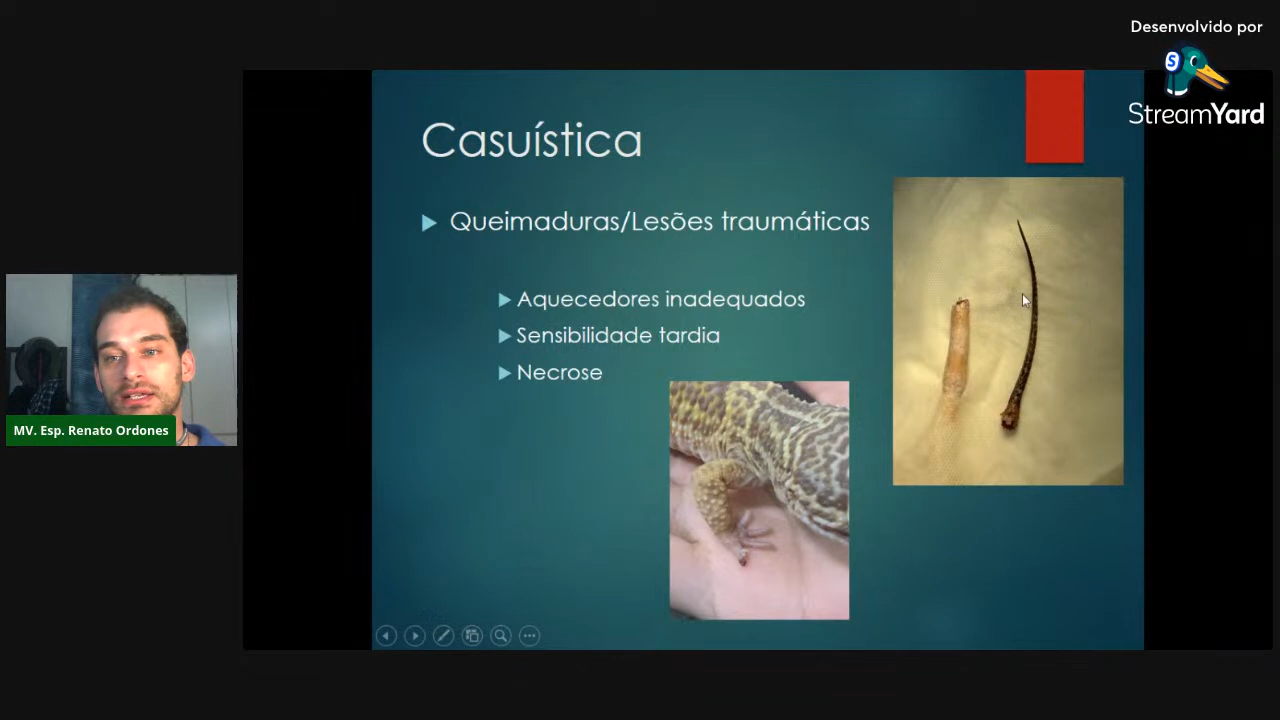 Desenvolvido por
StreamYard
Casuística
Queimaduras/Lesões traumáticas
Aquecedores inadequados
Sensibilidade tardia
Necrose
MV. Esp. Renato Ordones